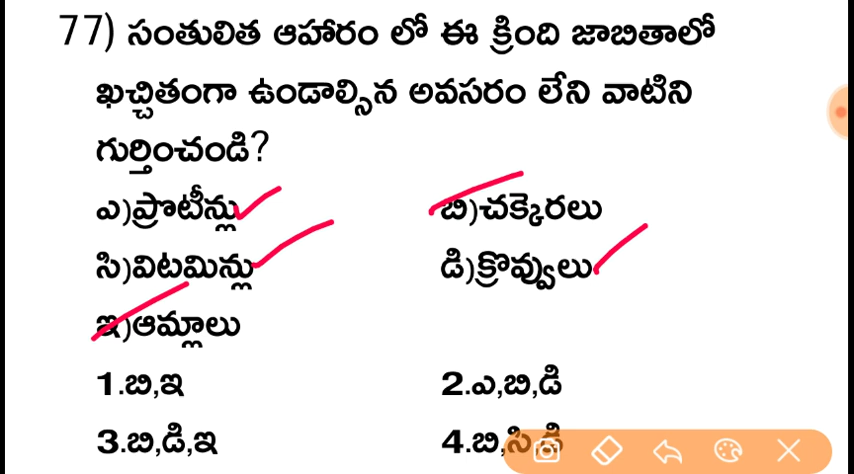 77) సంతులిత ఆహారం లో ఈ క్రింది జాబితాలో
ఖచ్చితంగా ఉండాల్సిన అవసరం లేని వాటిని
గుర్తించండి?
ఎ)ప్రొటీన్లు బి)చక్కెరలు
సి)విటమిన్లు డి)క్రొవ్వులు
ఇ)ఆమ్లాలు
1.బి,ఇ 2.ఎ,బి,డి
3.బి,డి,ఇ 4.బి,సి,డి